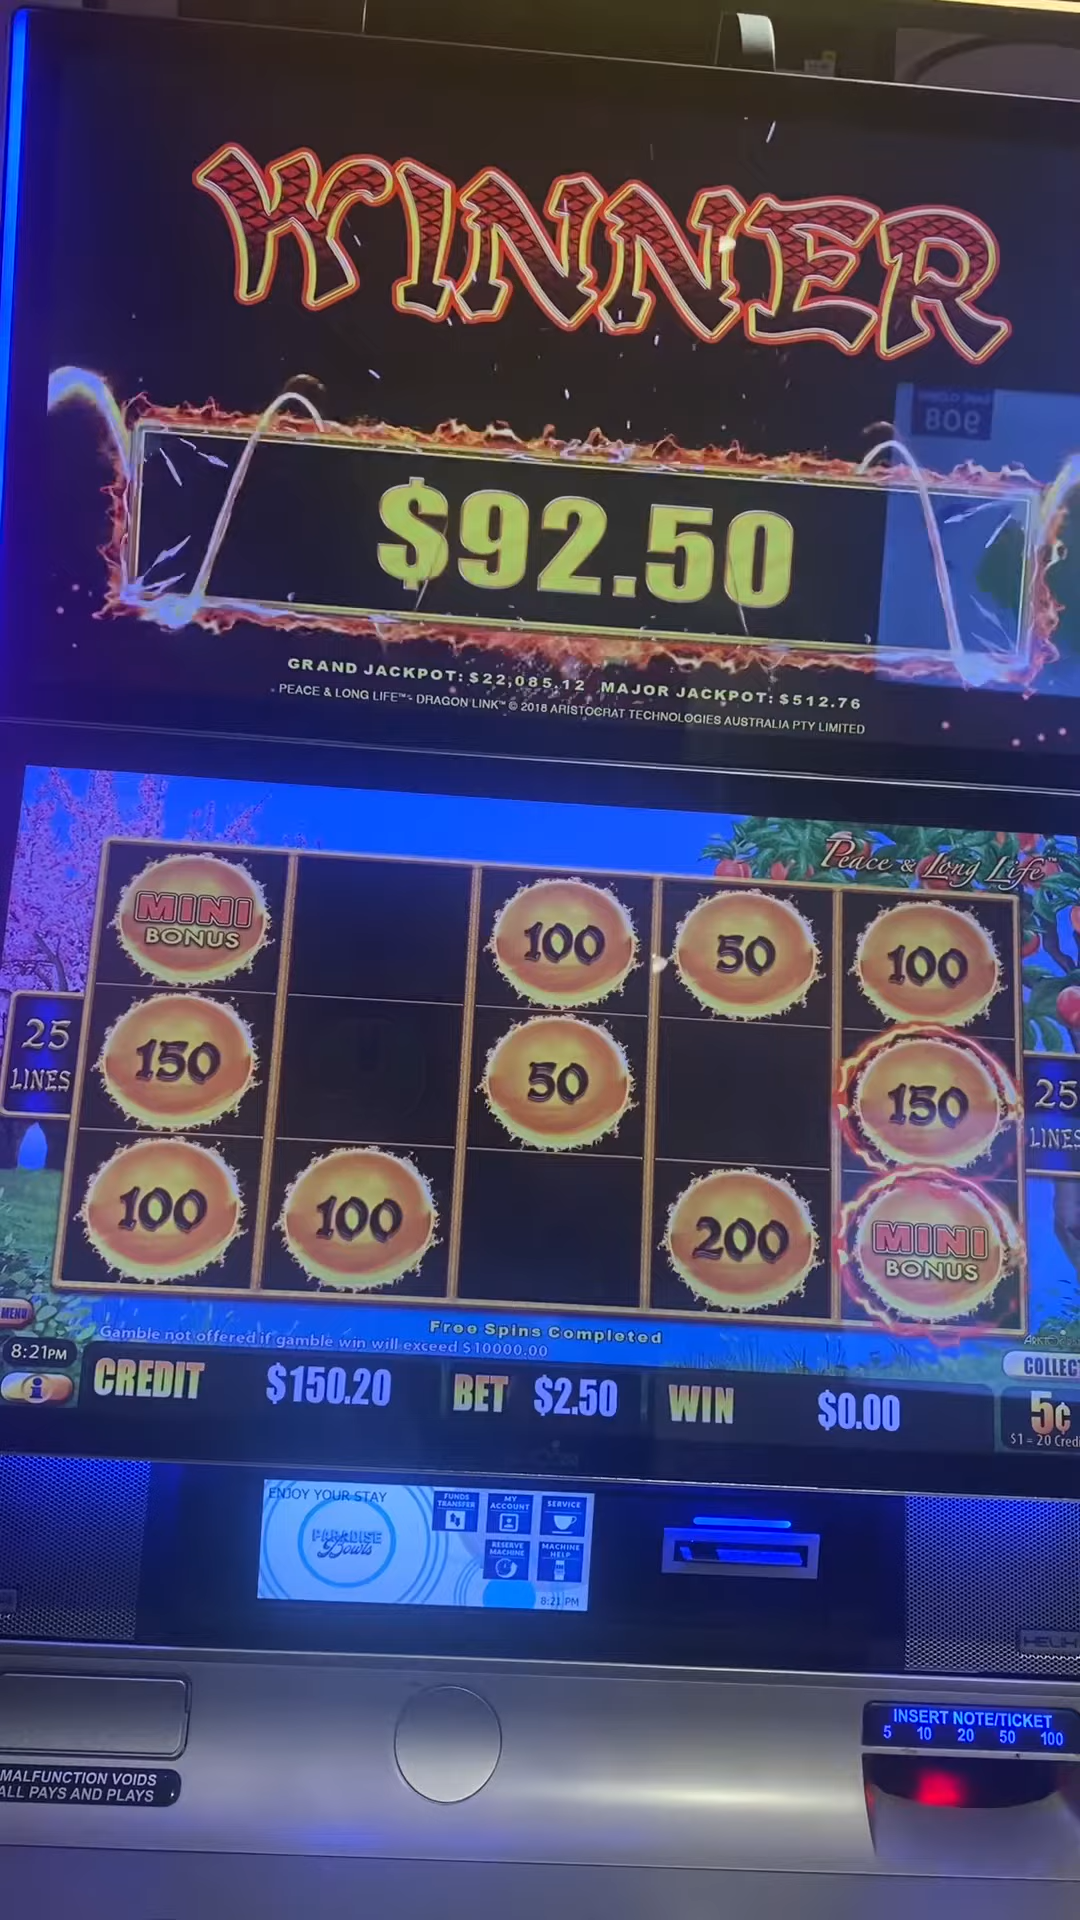 WINNER
806
$92.50
GRAND JACKPOT: $22,085.12 MAJOR JACKPOT: $512.76
PEACE & LONG LIFE™ - DRAGON LINK™ © 2018 ARISTOCRAT TECHNOLOGIES AUSTRALIA PTY LIMITED
Peace & Long Life™
MINI
BONUS
100
50
100
25
LINES
150
50
150
25
LINES
100
100
200
MINI
BONUS
MENU
Free Spins Completed
Gamble not offered if gamble win will exceed $10000.00
8:21PM
CREDIT $150.20 BET $2.50 WIN $0.00
COLLECT
5¢
$1 = 20 Credi
ENJOY YOUR STAY
PARADISE
Bowls
FUNDS
TRANSFER
MY
ACCOUNT
SERVICE
RESERVE
MACHINE
MACHINE
HELP
8:21 PM
HELIX
INSERT NOTE/TICKET
5 10 20 50 100
MALFUNCTION VOIDS
ALL PAYS AND PLAYS